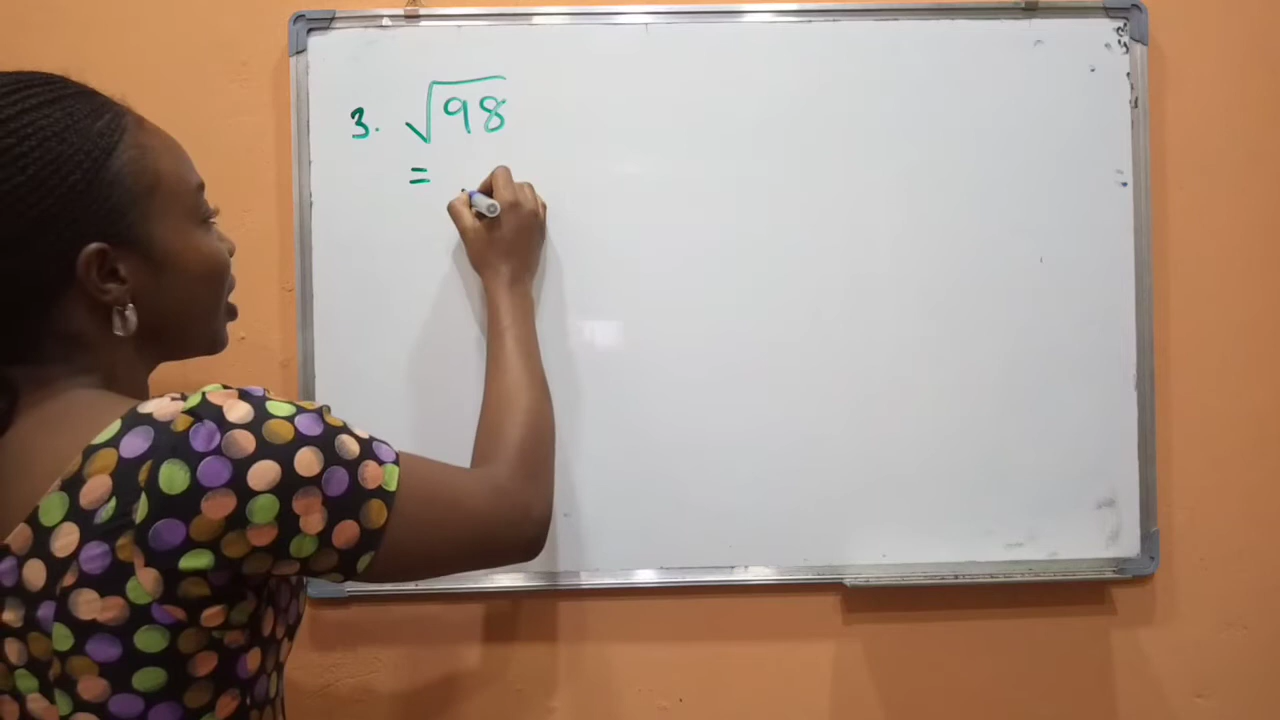 3. √98
=